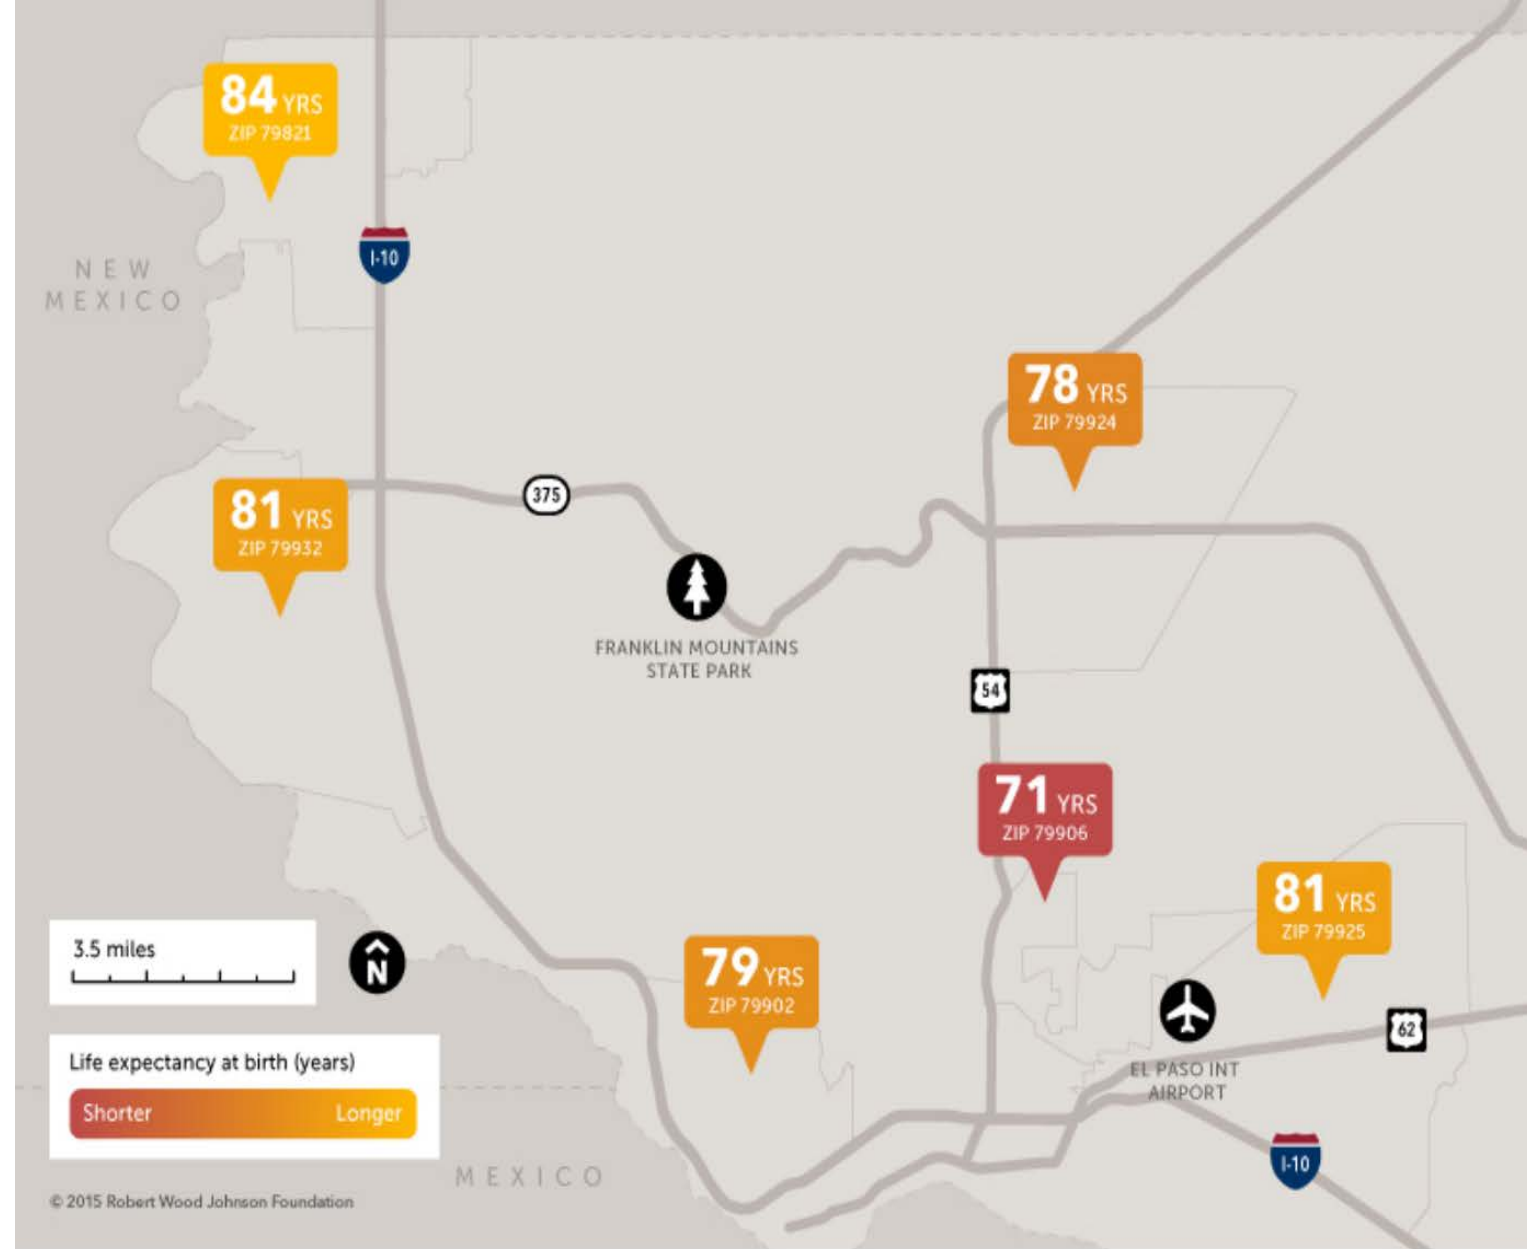 84 YRS
ZIP 79821
I-10
NEW
MEXICO
78 YRS
ZIP 79924
81 YRS
ZIP 79932
375
FRANKLIN MOUNTAINS
STATE PARK
54
71 YRS
ZIP 79906
81 YRS
ZIP 79925
79 YRS
ZIP 79902
3.5 miles
N
62
EL PASO INT
AIRPORT
Life expectancy at birth (years)
Shorter Longer
I-10
MEXICO
© 2015 Robert Wood Johnson Foundation